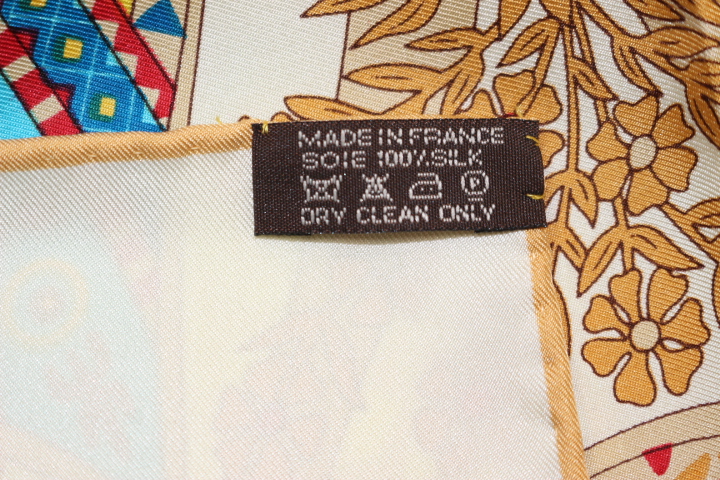 MADE IN FRANCE
SOIE 100% SILK
P
DRY CLEAN ONLY